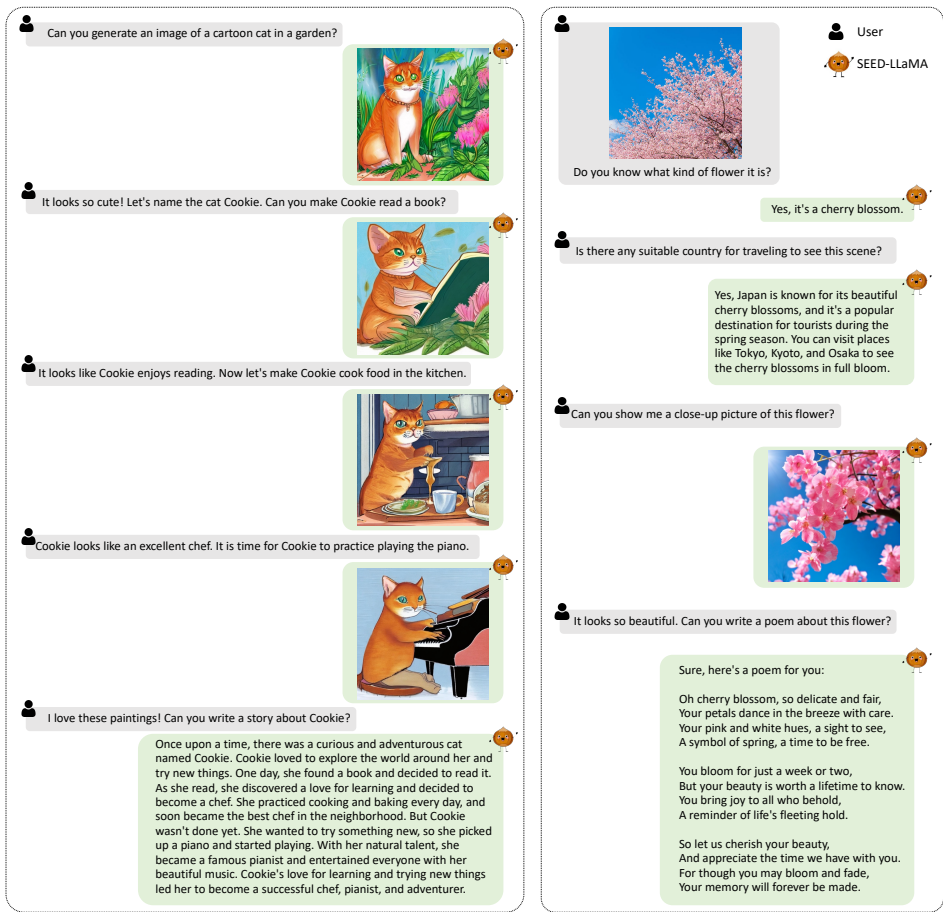 Can you generate an image of a cartoon cat in a garden?
It looks so cute! Let's name the cat Cookie. Can you make Cookie read a book?
It looks like Cookie enjoys reading. Now let's make Cookie cook food in the kitchen.
Cookie looks like an excellent chef. It is time for Cookie to practice playing the piano.
I love these paintings! Can you write a story about Cookie?
Once upon a time, there was a curious and adventurous cat
named Cookie. Cookie loved to explore the world around her and
try new things. One day, she found a book and decided to read it.
As she read, she discovered a love for learning and decided to
become a chef. She practiced cooking and baking every day, and
soon became the best chef in the neighborhood. But Cookie
wasn't done yet. She wanted to try something new, so she picked
up a piano and started playing. With her natural talent, she
became a famous pianist and entertained everyone with her
beautiful music. Cookie's love for learning and trying new things
led her to become a successful chef, pianist, and adventurer.
User
SEED-LLaMA
Do you know what kind of flower it is?
Yes, it's a cherry blossom.
Is there any suitable country for traveling to see this scene?
Yes, Japan is known for its beautiful
cherry blossoms, and it's a popular
destination for tourists during the
spring season. You can visit places
like Tokyo, Kyoto, and Osaka to see
the cherry blossoms in full bloom.
Can you show me a close-up picture of this flower?
It looks so beautiful. Can you write a poem about this flower?
Sure, here's a poem for you:
Oh cherry blossom, so delicate and fair,
Your petals dance in the breeze with care.
Your pink and white hues, a sight to see,
A symbol of spring, a time to be free.
You bloom for just a week or two,
But your beauty is worth a lifetime to know.
You bring joy to all who behold,
A reminder of life's fleeting hold.
So let us cherish your beauty,
And appreciate the time we have with you.
For though you may bloom and fade,
Your memory will forever be made.